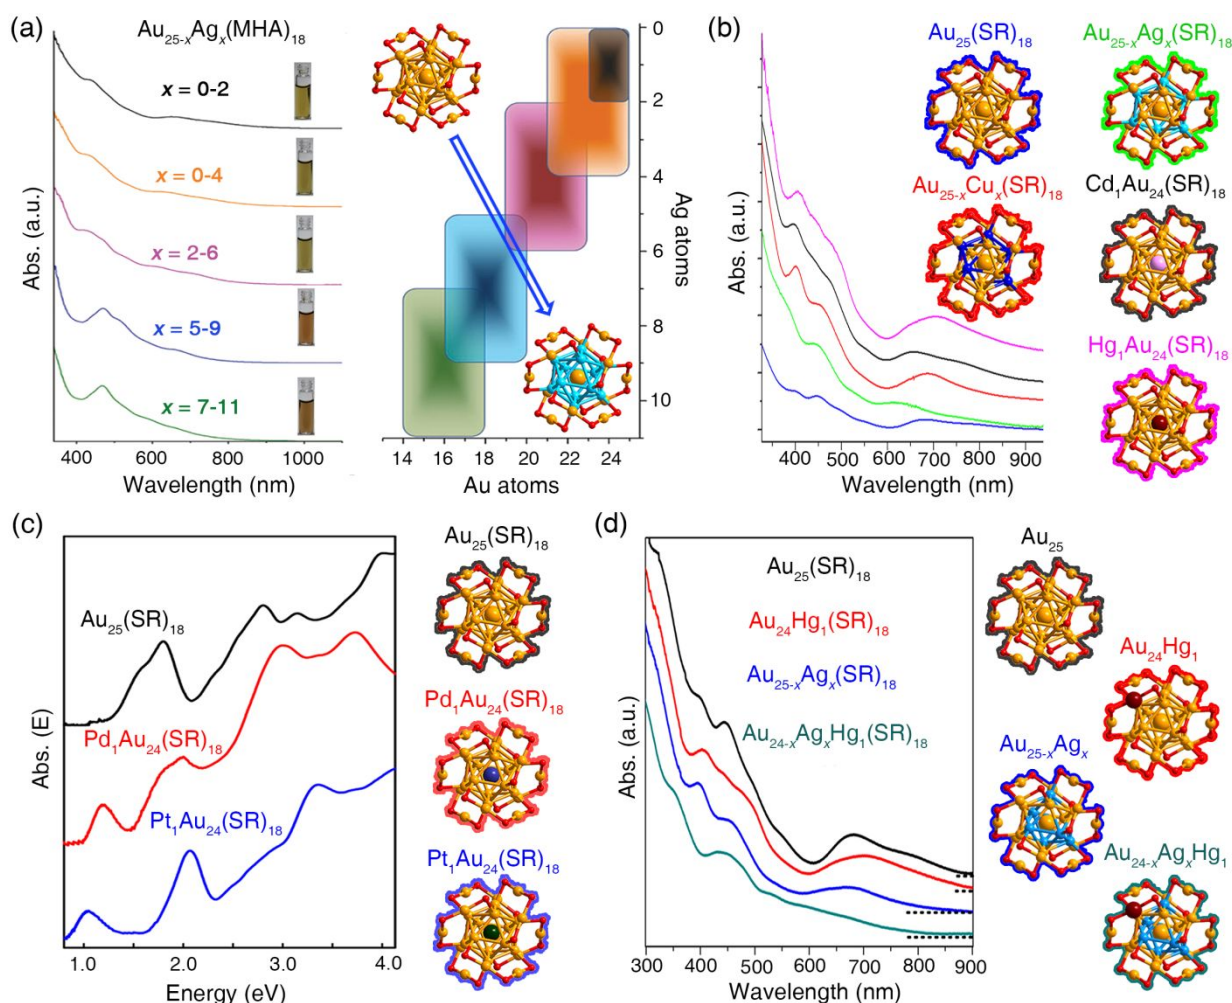 (a)
Au₂₅₋ₓAgₓ(MHA)₁₈
x = 0-2
x = 0-4
x = 2-6
x = 5-9
x = 7-11
Abs. (a.u.)
400 600 800 1000
Wavelength (nm)
0
2
4
6
8
10
Ag atoms
14 16 18 20 22 24
Au atoms
(b)
Au₂₅(SR)₁₈
Au₂₅₋ₓAgₓ(SR)₁₈
Au₂₅₋ₓCuₓ(SR)₁₈
Cd₁Au₂₄(SR)₁₈
Hg₁Au₂₄(SR)₁₈
Abs. (a.u.)
400 500 600 700 800 900
Wavelength (nm)
(c)
Au₂₅(SR)₁₈
Pd₁Au₂₄(SR)₁₈
Pt₁Au₂₄(SR)₁₈
Abs. (E)
1.0 2.0 3.0 4.0
Energy (eV)
Au₂₅(SR)₁₈
Pd₁Au₂₄(SR)₁₈
Pt₁Au₂₄(SR)₁₈
(d)
Au₂₅(SR)₁₈
Au₂₄Hg₁(SR)₁₈
Au₂₅₋ₓAgₓ(SR)₁₈
Au₂₄₋ₓAgₓHg₁(SR)₁₈
Abs. (a.u.)
300 400 500 600 700 800 900
Wavelength (nm)
Au₂₅
Au₂₄Hg₁
Au₂₅₋ₓAgₓ
Au₂₄₋ₓAgₓHg₁